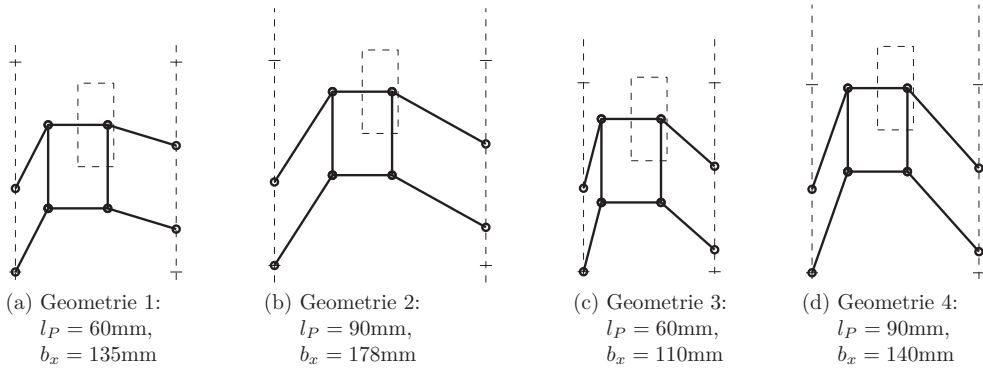 (a) Geometrie 1:
l_P = 60mm,
b_x = 135mm
(b) Geometrie 2:
l_P = 90mm,
b_x = 178mm
(c) Geometrie 3:
l_P = 60mm,
b_x = 110mm
(d) Geometrie 4:
l_P = 90mm,
b_x = 140mm